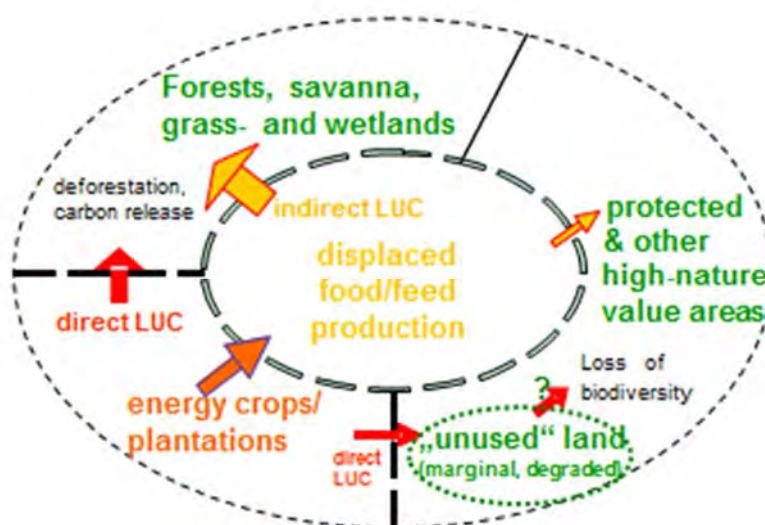 Forests, savanna,
grass- and wetlands
deforestation,
carbon release
indirect LUC
protected
& other
high-nature
value areas
displaced
food/feed
production
direct LUC
energy crops/
plantations
Loss of
biodiversity
?
direct
LUC
„unused“ land
(marginal, degraded)